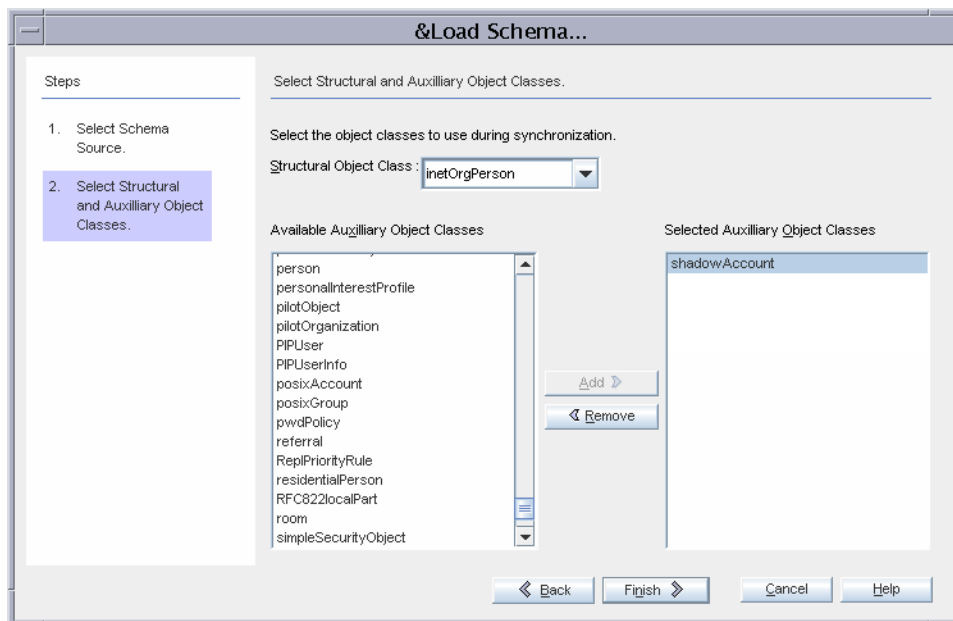 &Load Schema...
Steps
1. Select Schema
Source.
2. Select Structural
and Auxilliary Object
Classes.
Select Structural and Auxilliary Object Classes.
Select the object classes to use during synchronization.
Structural Object Class : inetOrgPerson
Available Auxilliary Object Classes
person
personalInterestProfile
pilotObject
pilotOrganization
PIPUser
PIPUserInfo
posixAccount
posixGroup
pwdPolicy
referral
ReplPriorityRule
residentialPerson
RFC822localPart
room
simpleSecurityObject
Add
Remove
Selected Auxilliary Object Classes
shadowAccount
Back
Finish
Cancel
Help